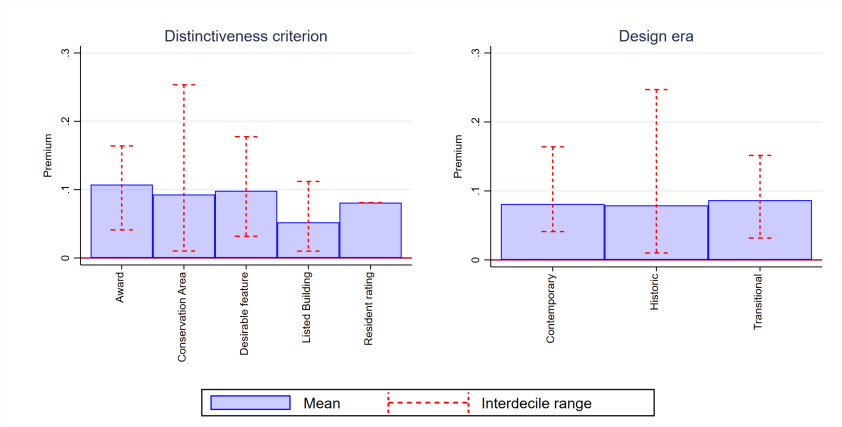 Distinctiveness criterion
Premium
.3
.2
.1
0
Award
Conservation Area
Desirable feature
Listed Building
Resident rating
Design era
Premium
.3
.2
.1
0
Contemporary
Historic
Transitional
Mean
Interdecile range